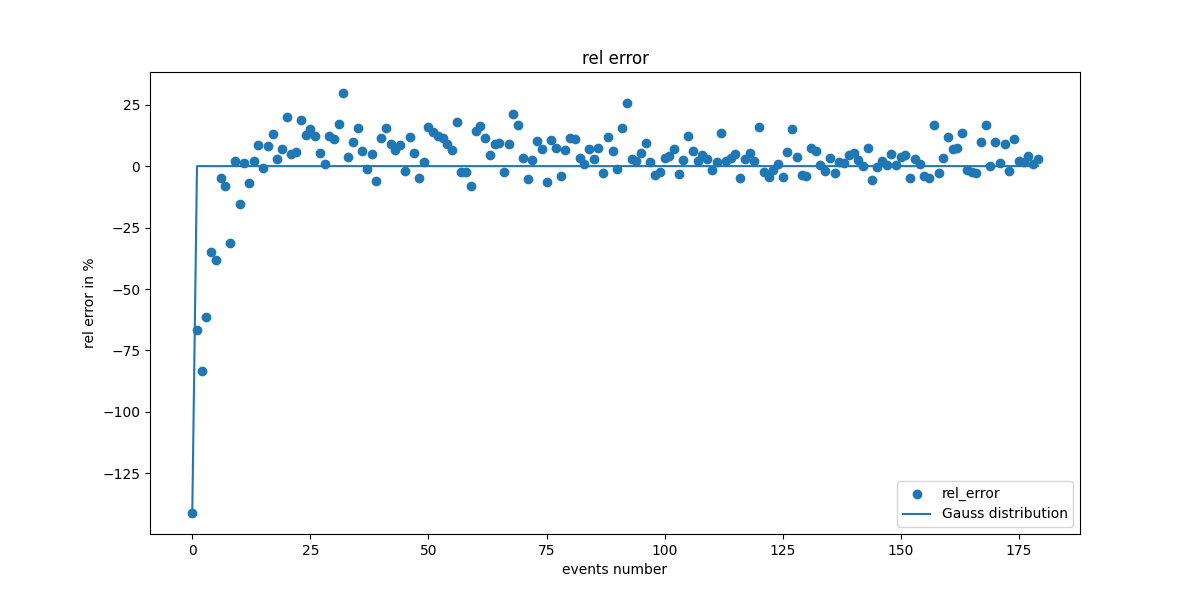 rel error
25
0
−25
−50
−75
−100
−125
rel error in %
0 25 50 75 100 125 150 175
events number
rel_error
Gauss distribution